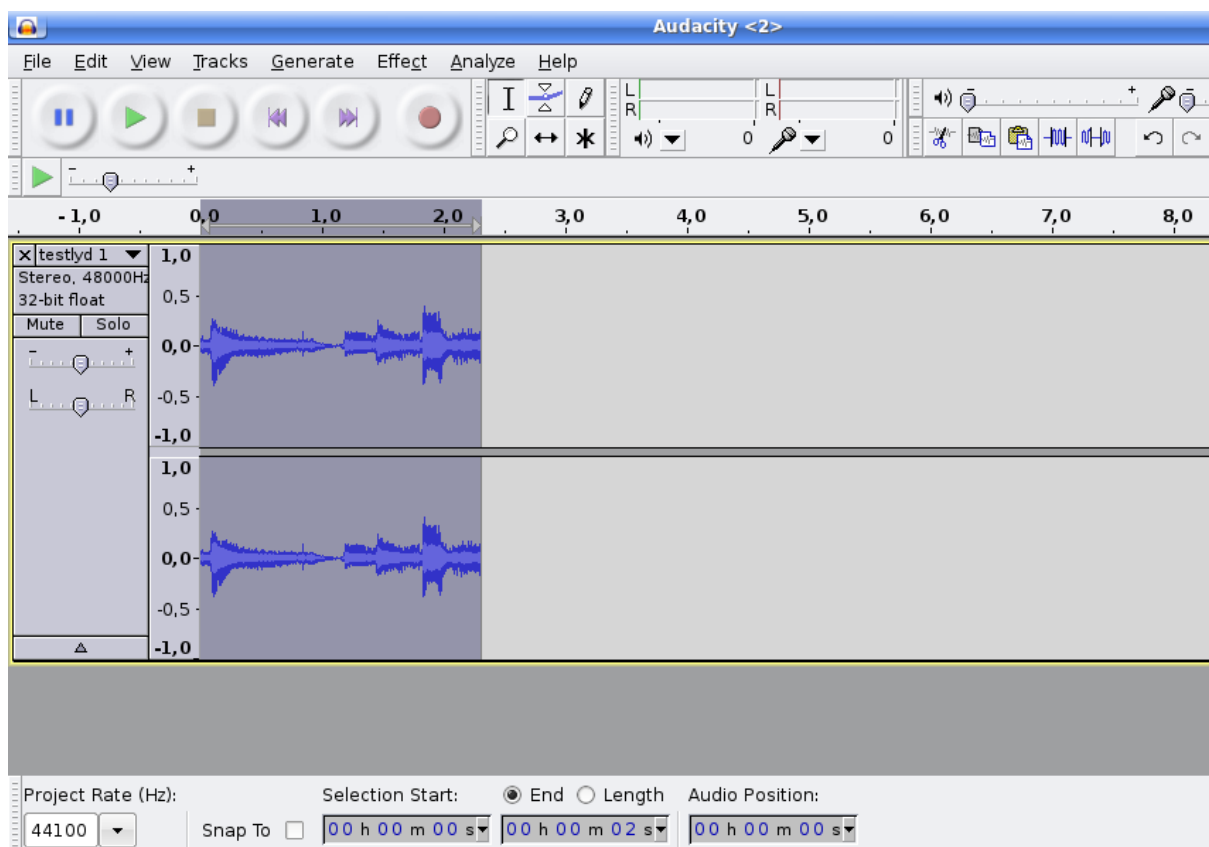 Audacity <2>
File Edit View Tracks Generate Effect Analyze Help
L R L R
0 0
- +
- 1,0 0,0 1,0 2,0 3,0 4,0 5,0 6,0 7,0 8,0
X testlyd 1
Stereo, 48000Hz
32-bit float
Mute Solo
- +
L R
1,0
0,5
0,0
-0,5
-1,0
1,0
0,5
0,0
-0,5
-1,0
Project Rate (Hz): Selection Start: End Length Audio Position:
44100 Snap To 00 h 00 m 00 s 00 h 00 m 02 s 00 h 00 m 00 s